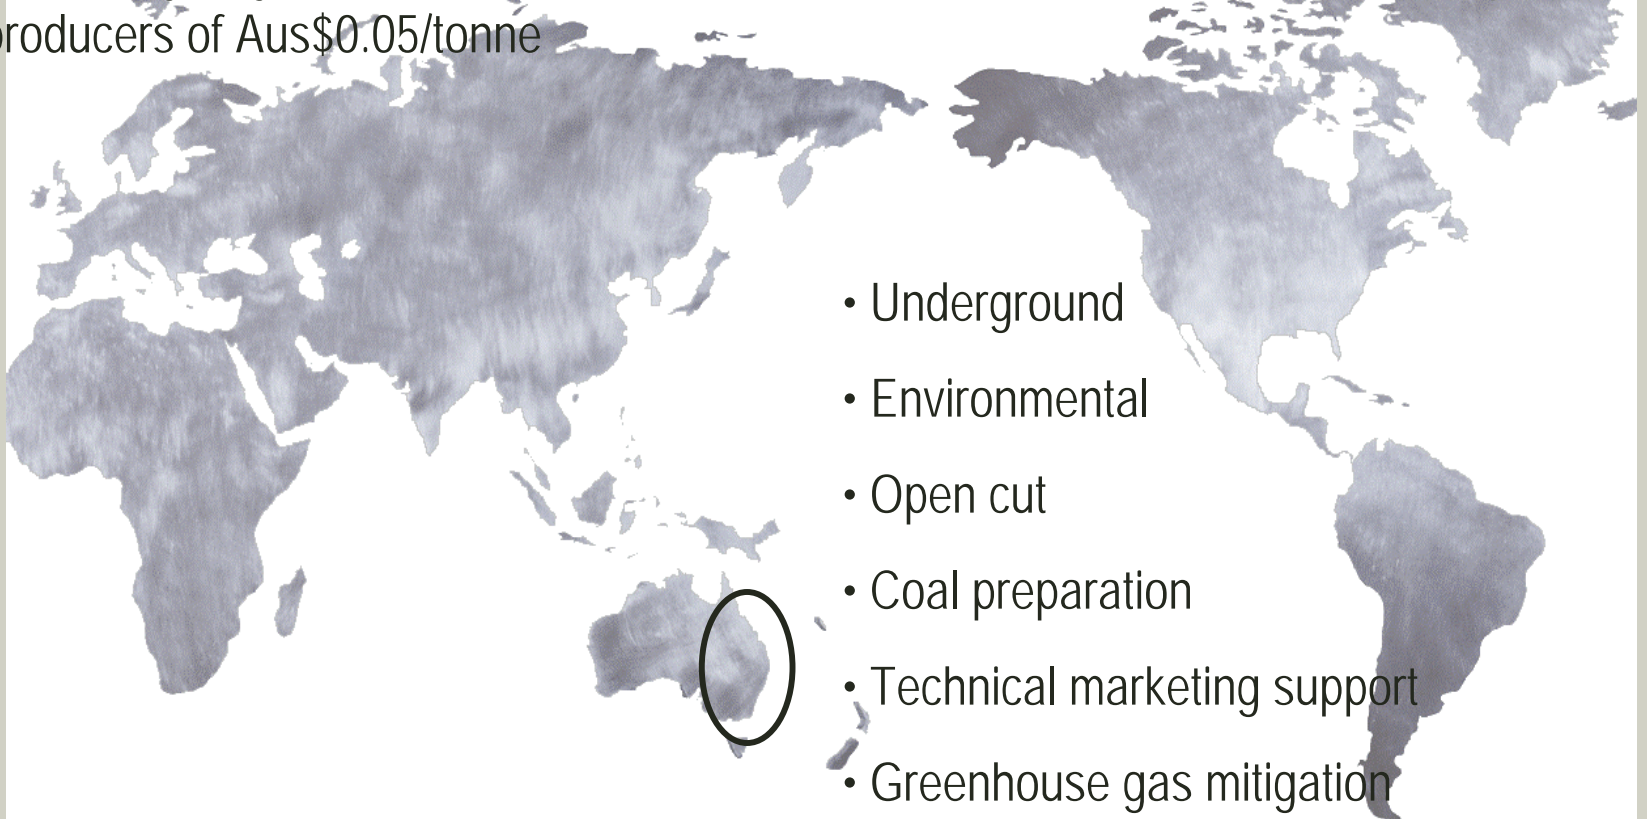 producers of Aus$0.05/tonne
• Underground
• Environmental
• Open cut
• Coal preparation
• Technical marketing support
• Greenhouse gas mitigation